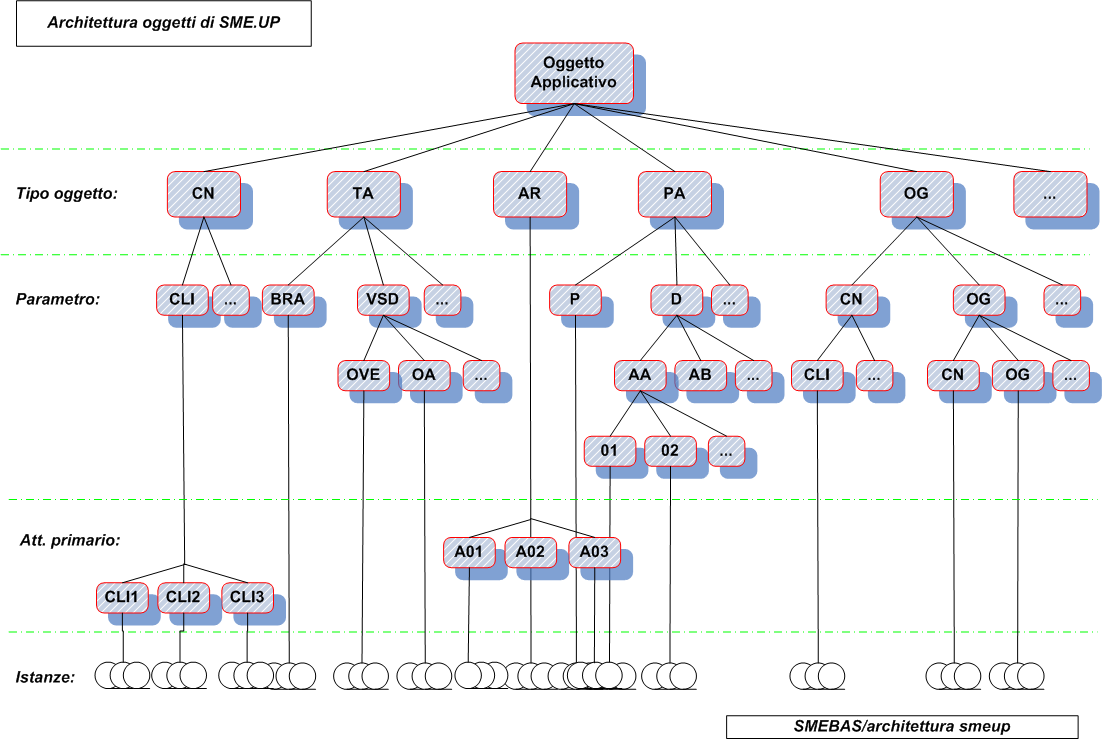 Architettura oggetti di SME.UP
Oggetto
Applicativo
Tipo oggetto: CN TA AR PA OG ...
Parametro: CLI ... BRA VSD ... P D ... CN OG ...
OVE OA ... AA AB ... CLI ... CN OG ...
01 02 ...
Att. primario: A01 A02 A03
CLI1 CLI2 CLI3
Istanze:
SMEBAS/architettura smeup